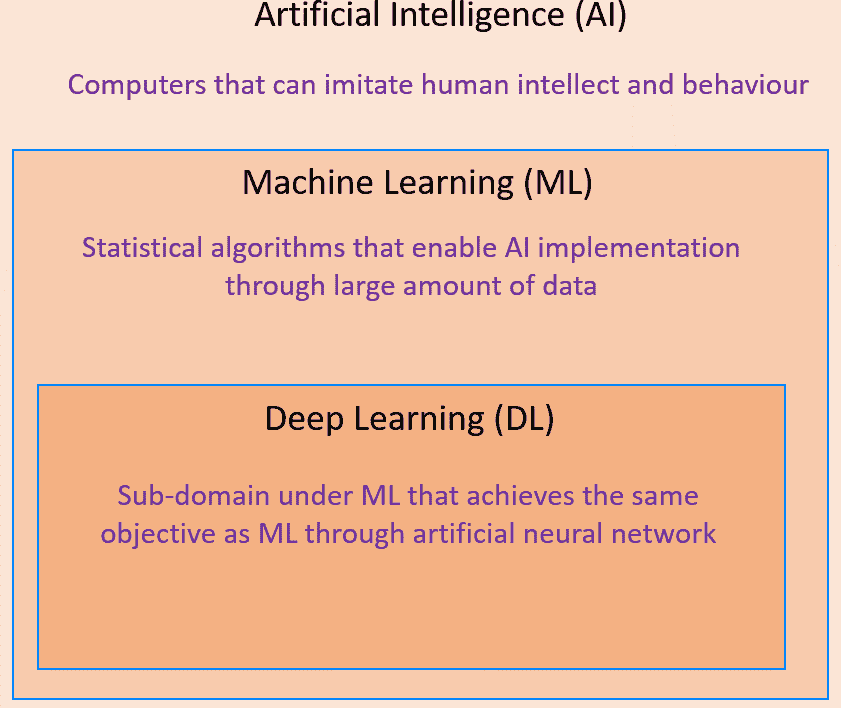 Artificial Intelligence (AI)
Computers that can imitate human intellect and behaviour
Machine Learning (ML)
Statistical algorithms that enable AI implementation
through large amount of data
Deep Learning (DL)
Sub-domain under ML that achieves the same
objective as ML through artificial neural network